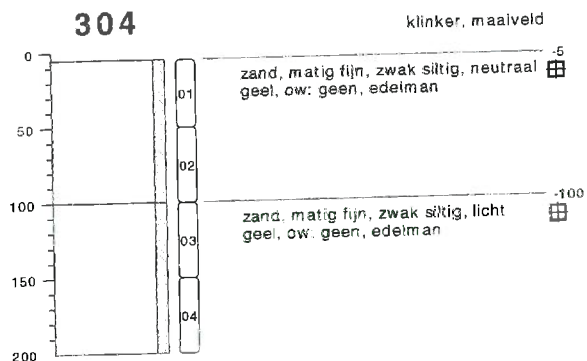 304
klinker, maaiveld
0
-5
zand, matig fijn, zwak siltig, neutraal
geel, ow: geen, edelman
01
50
02
100
-100
zand, matig fijn, zwak siltig, licht
geel, ow: geen, edelman
03
150
04
200